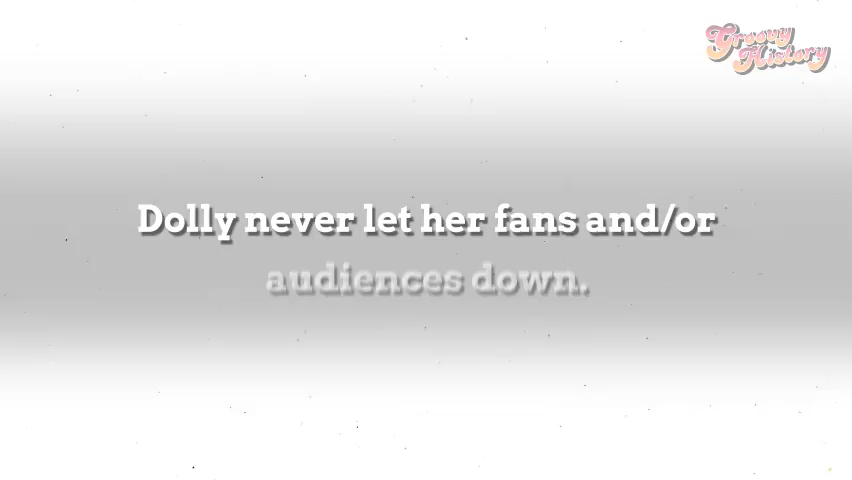 Groovy
History
Dolly never let her fans and/or
audiences down.